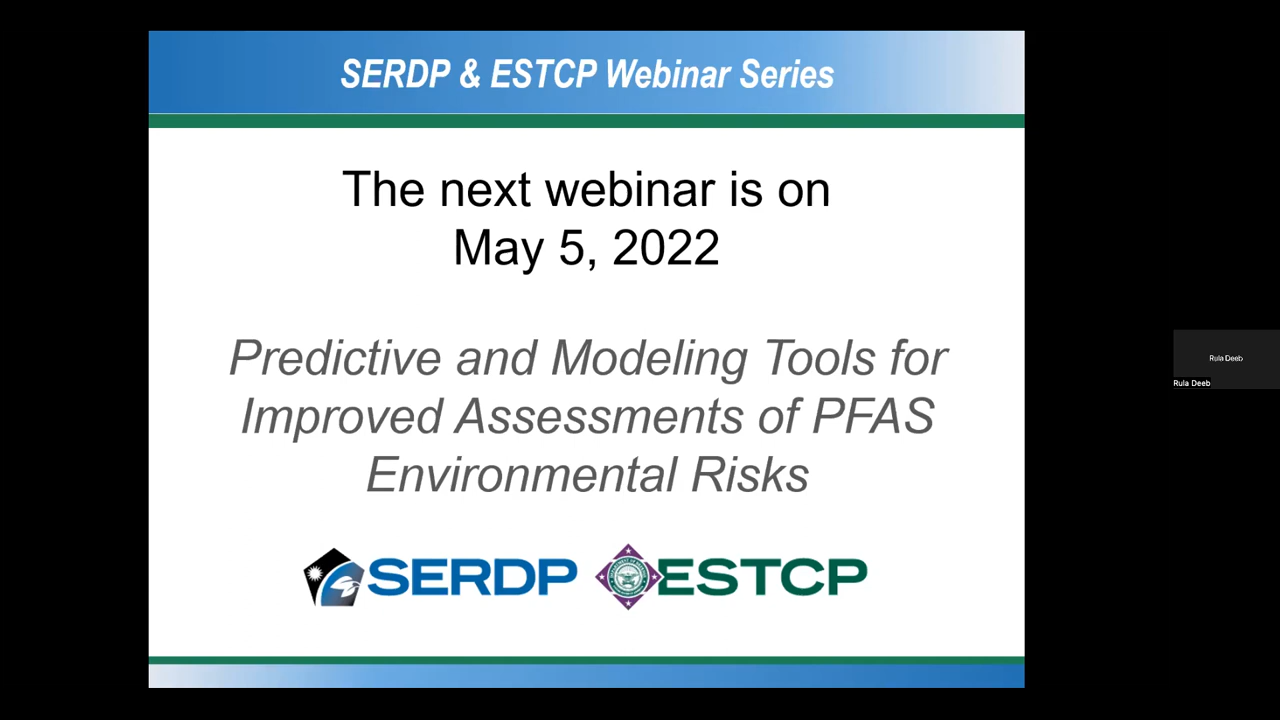 SERDP & ESTCP Webinar Series
The next webinar is on
May 5, 2022
Predictive and Modeling Tools for
Improved Assessments of PFAS
Environmental Risks
SERDP
ESTCP
Rula Deeb
Rula Deeb